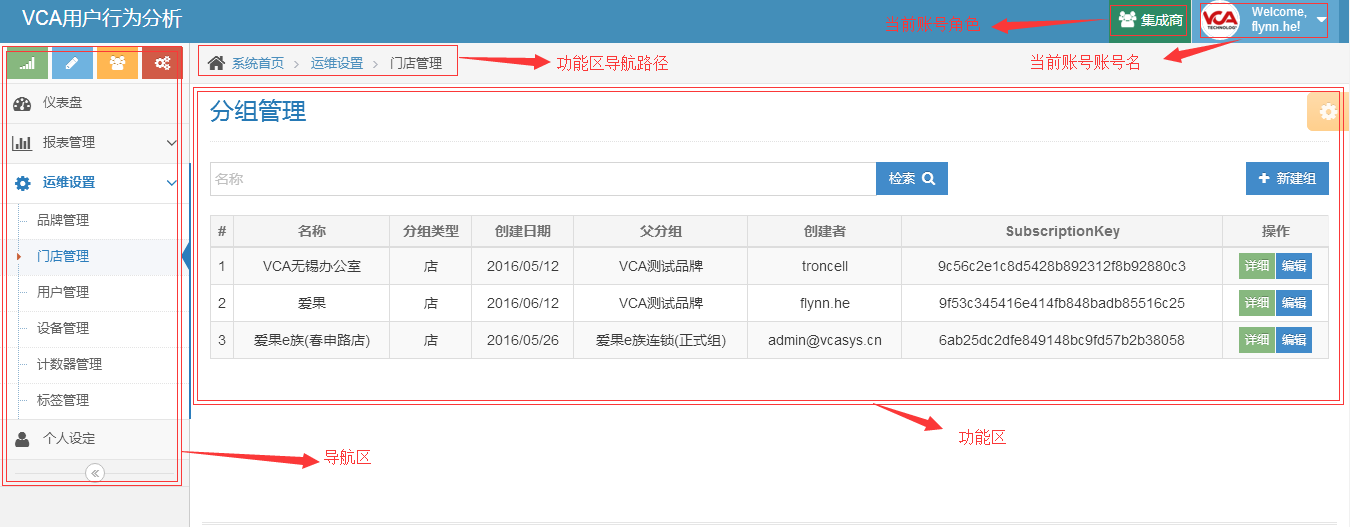 VCA用户行为分析
当前账号角色
集成商
VCA
TECHNOLOGY
Welcome,
flynn.he!
系统首页 > 运维设置 > 门店管理
功能区导航路径
当前账号账号名
仪表盘
报表管理
运维设置
品牌管理
门店管理
用户管理
设备管理
计数器管理
标签管理
个人设定
导航区
分组管理
名称
检索
新建组
# 名称 分组类型 创建日期 父分组 创建者 SubscriptionKey 操作
1 VCA无锡办公室 店 2016/05/12 VCA测试品牌 troncell 9c56c2e1c8d5428b892312f8b92880c3 详细 编辑
2 爱果 店 2016/06/12 VCA测试品牌 flynn.he 9f53c345416e414fb848badb85516c25 详细 编辑
3 爱果e族(春申路店) 店 2016/05/26 爱果e族连锁(正式组) admin@vcasys.cn 6ab25dc2dfe849148bc9fd57b2b38058 详细 编辑
功能区